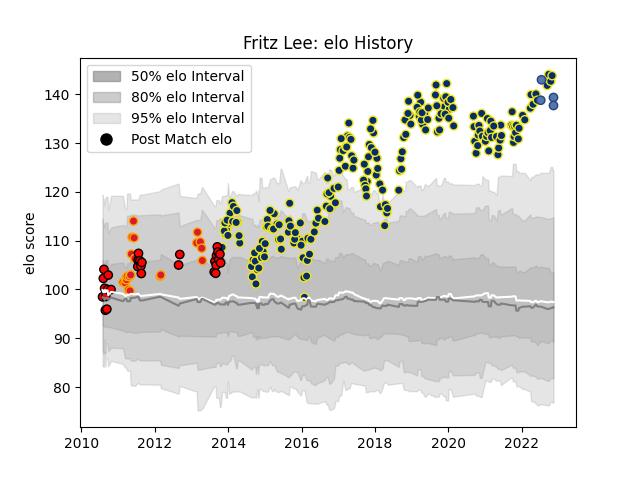 Fritz Lee: elo History
50% elo Interval
80% elo Interval
95% elo Interval
Post Match elo
elo score
140
130
120
110
100
90
80
2010 2012 2014 2016 2018 2020 2022